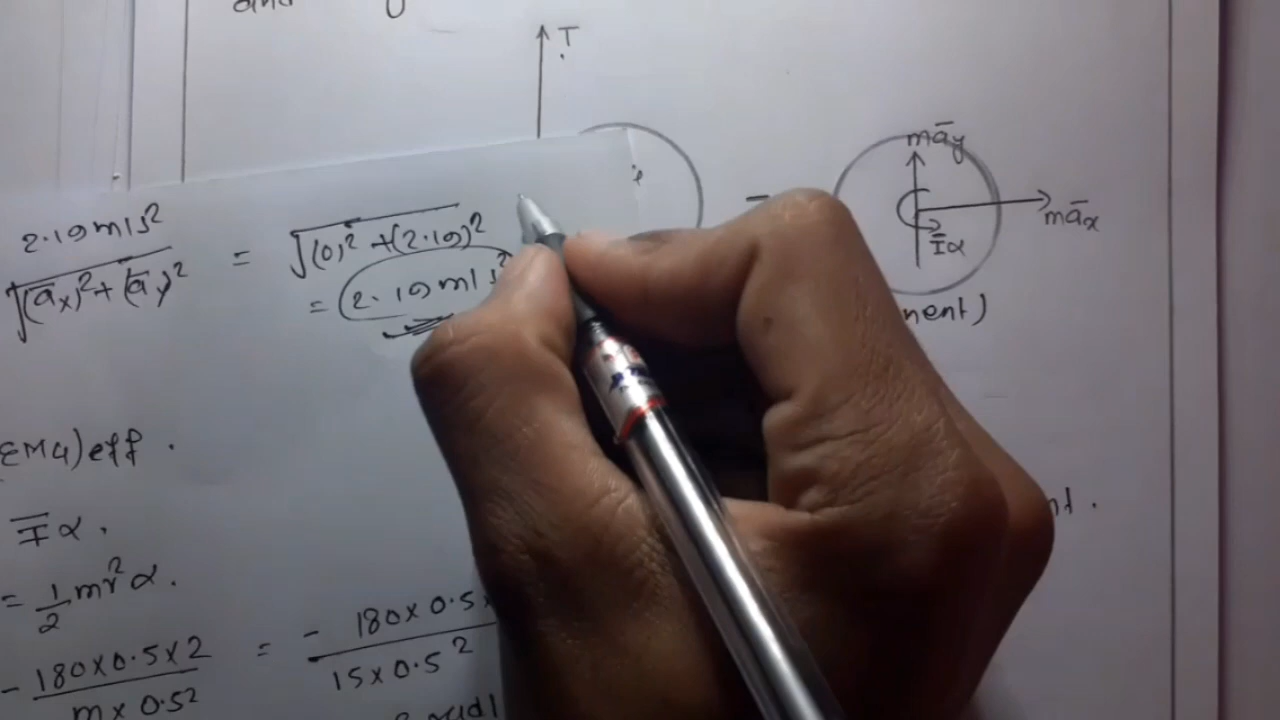 and
T
māy
māx
Īα
nent)
2.19 m/s²
√(āx)² + (āy)² = √(0)² + (2.19)²
= 2.19 m/s²
(ΣMG)eff .
Īα .
= 1/2 mr²α .
- 180×0.5×2 / m×0.5² = - 180×0.5× / 15×0.5²